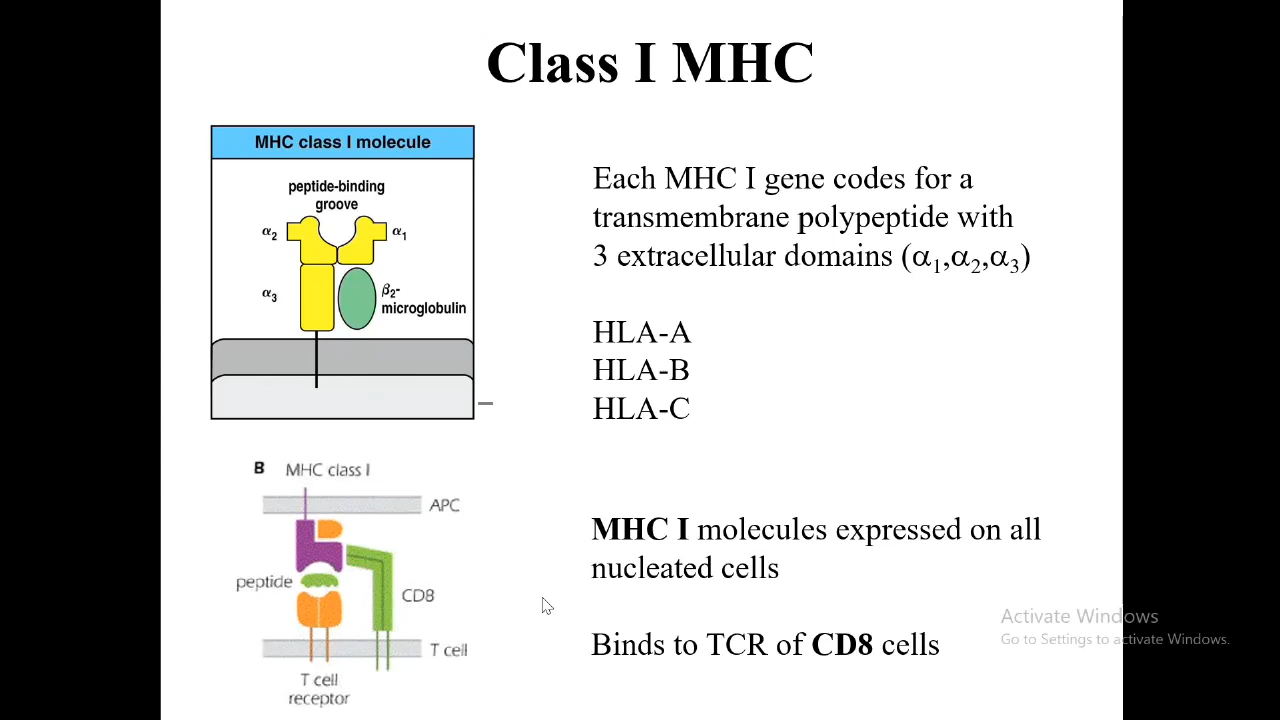 Class I MHC
MHC class I molecule
peptide-binding
groove
α2
α1
α3
β2-
microglobulin
Each MHC I gene codes for a
transmembrane polypeptide with
3 extracellular domains (α1,α2,α3)
HLA-A
HLA-B
HLA-C
B MHC class I
APC
peptide
CD8
T cell
T cell
receptor
MHC I molecules expressed on all
nucleated cells
Binds to TCR of CD8 cells
Activate Windows
Go to Settings to activate Windows.